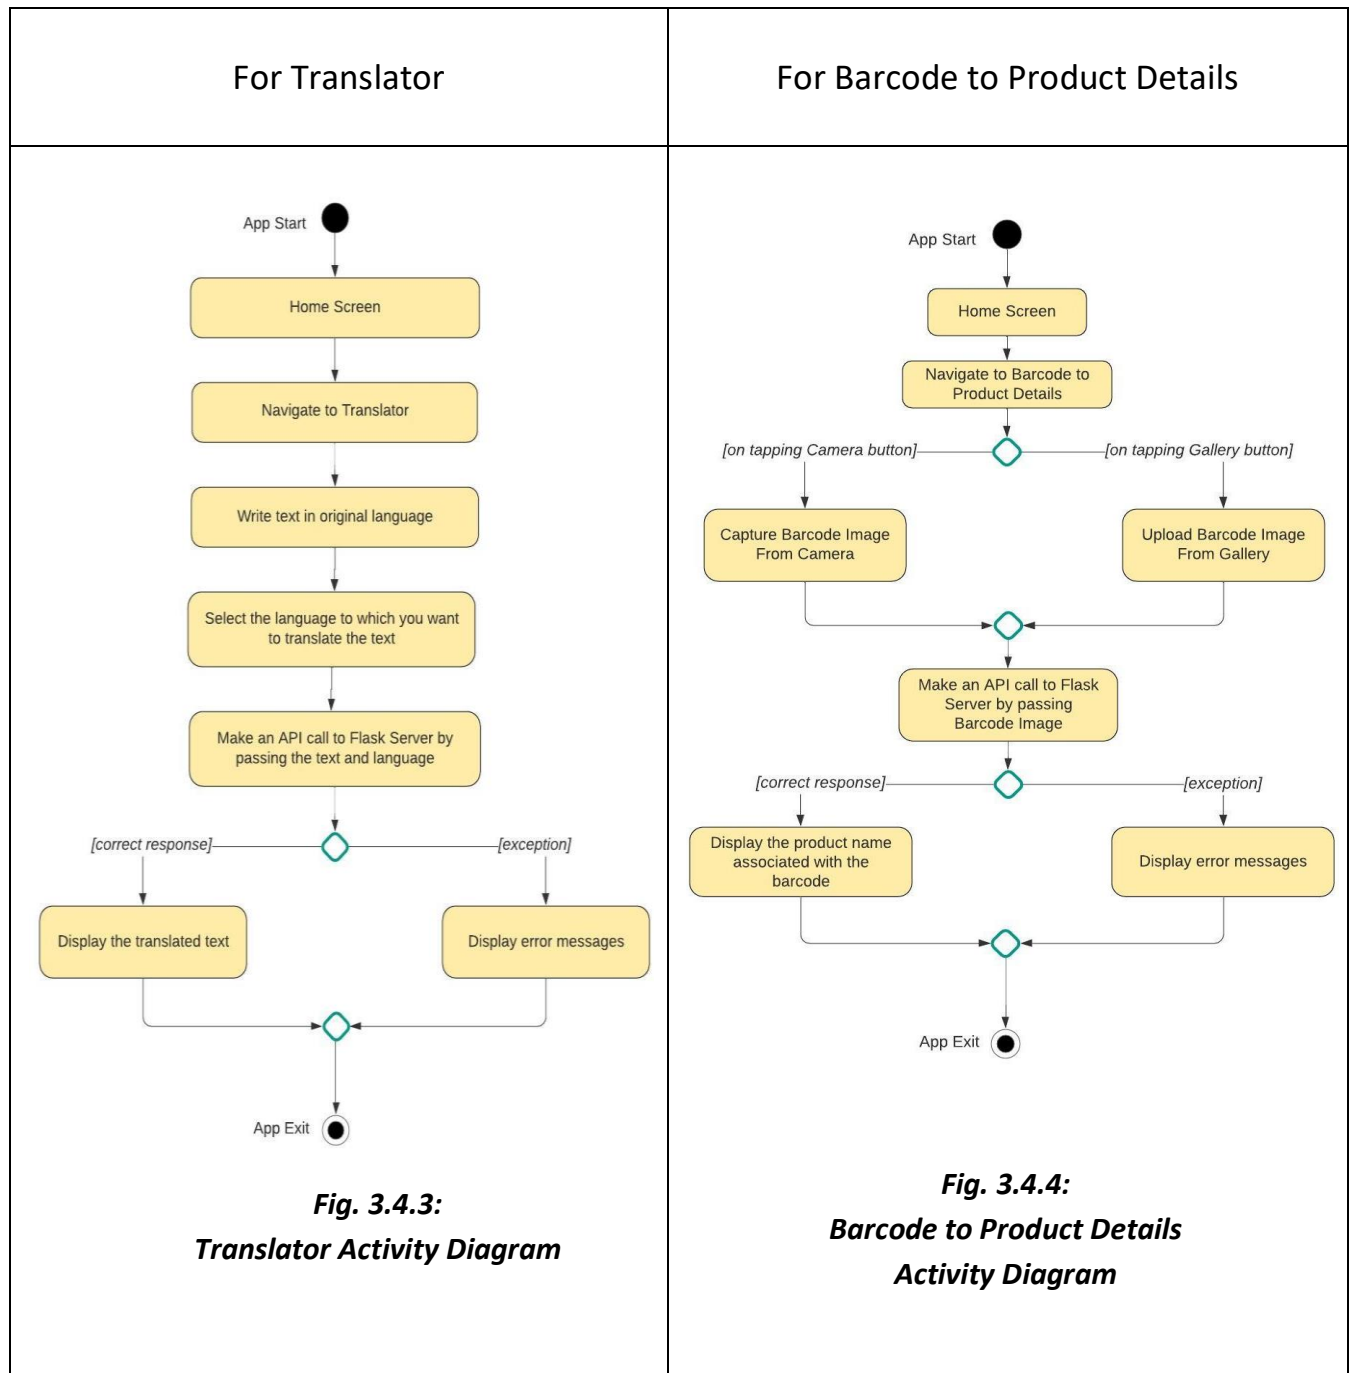 For Translator
App Start
Home Screen
Navigate to Translator
Write text in original language
Select the language to which you want
to translate the text
Make an API call to Flask Server by
passing the text and language
[correct response]
[exception]
Display the translated text
Display error messages
App Exit
Fig. 3.4.3:
Translator Activity Diagram
For Barcode to Product Details
App Start
Home Screen
Navigate to Barcode to
Product Details
[on tapping Camera button]
[on tapping Gallery button]
Capture Barcode Image
From Camera
Upload Barcode Image
From Gallery
Make an API call to Flask
Server by passing
Barcode Image
[correct response]
[exception]
Display the product name
associated with the
barcode
Display error messages
App Exit
Fig. 3.4.4:
Barcode to Product Details
Activity Diagram